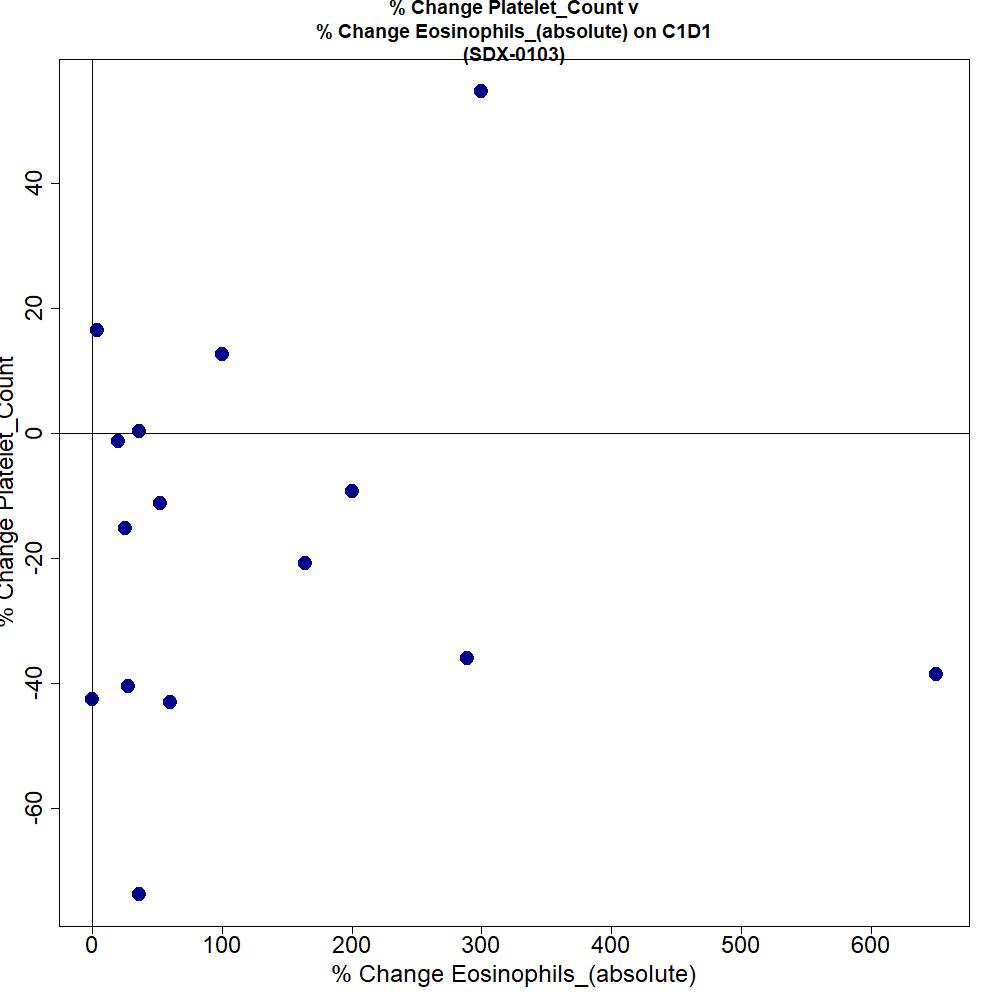 % Change Platelet_Count v
% Change Eosinophils_(absolute) on C1D1
(SDX-0103)
40
20
0
-20
-40
-60
% Change Platelet_Count
0 100 200 300 400 500 600
% Change Eosinophils_(absolute)